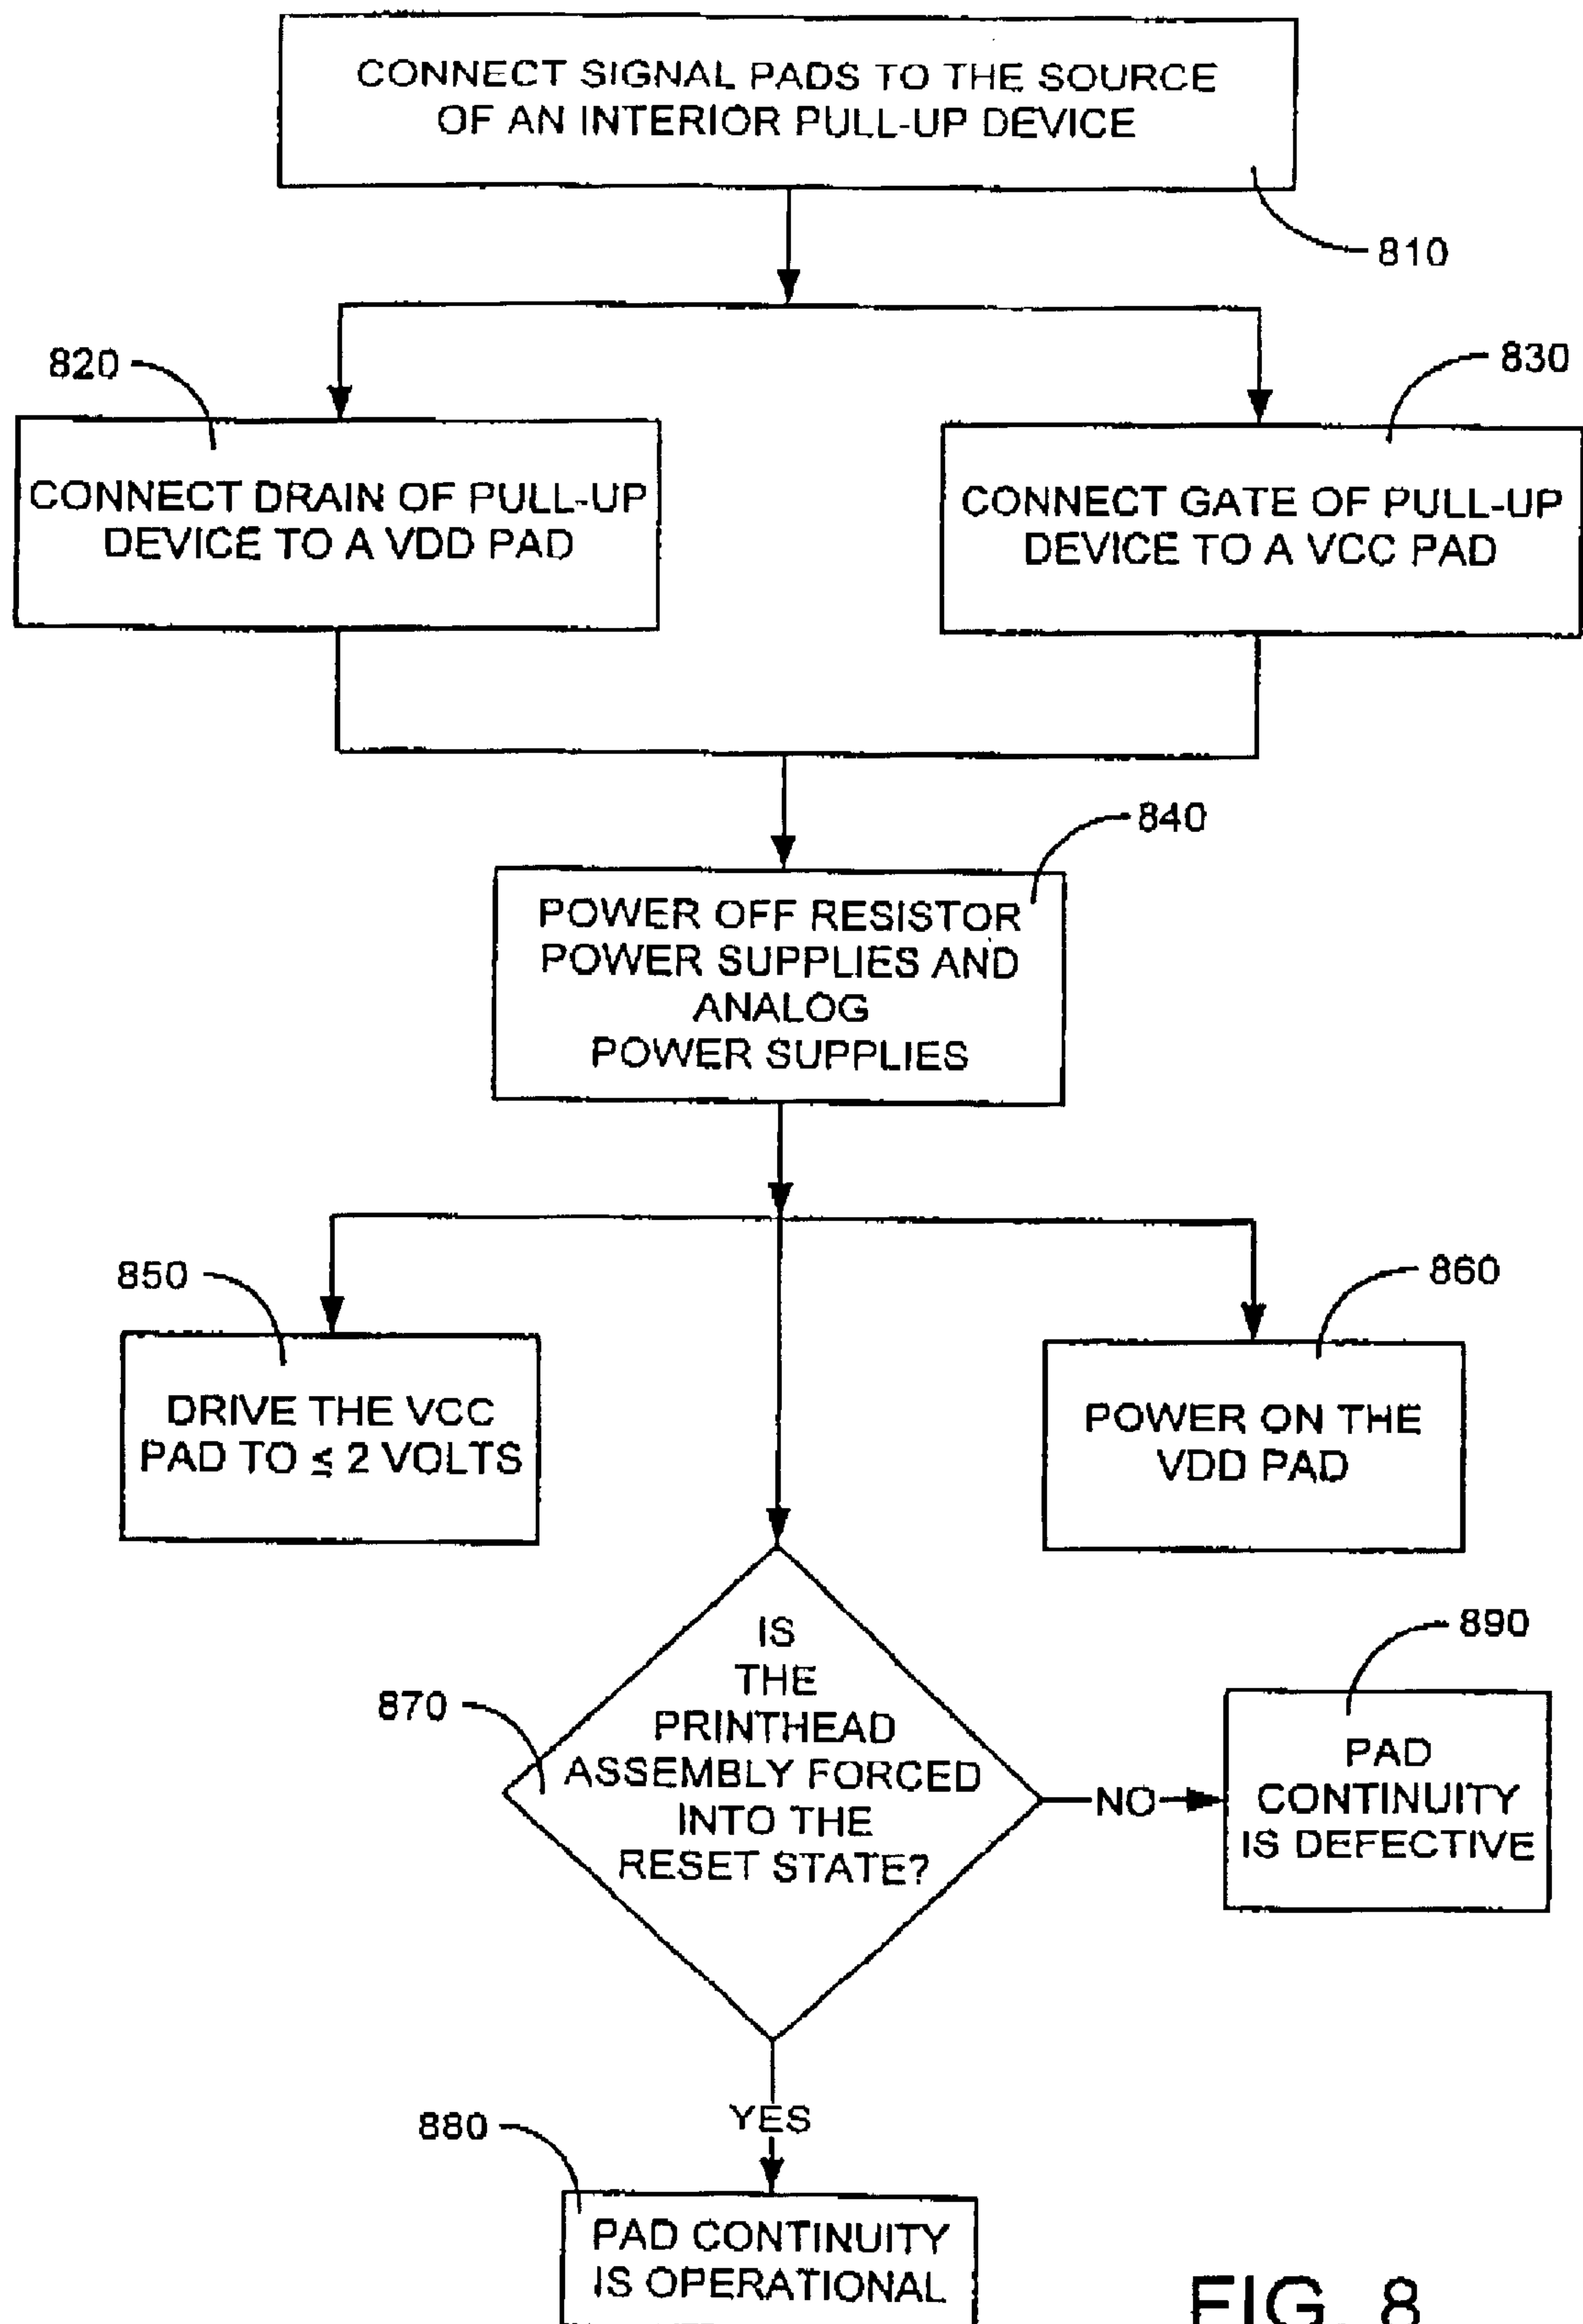 CONNECT SIGNAL PADS TO THE SOURCE
OF AN INTERIOR PULL-UP DEVICE
810
820
830
CONNECT DRAIN OF PULL-UP
DEVICE TO A VDD PAD
CONNECT GATE OF PULL-UP
DEVICE TO A VCC PAD
840
POWER OFF RESISTOR
POWER SUPPLIES AND
ANALOG
POWER SUPPLIES
850
860
DRIVE THE VCC
PAD TO ≤ 2 VOLTS
POWER ON THE
VDD PAD
870
IS
THE
PRINTHEAD
ASSEMBLY FORCED
INTO THE
RESET STATE?
NO
890
PAD
CONTINUITY
IS DEFECTIVE
YES
880
PAD CONTINUITY
IS OPERATIONAL
FIG. 8